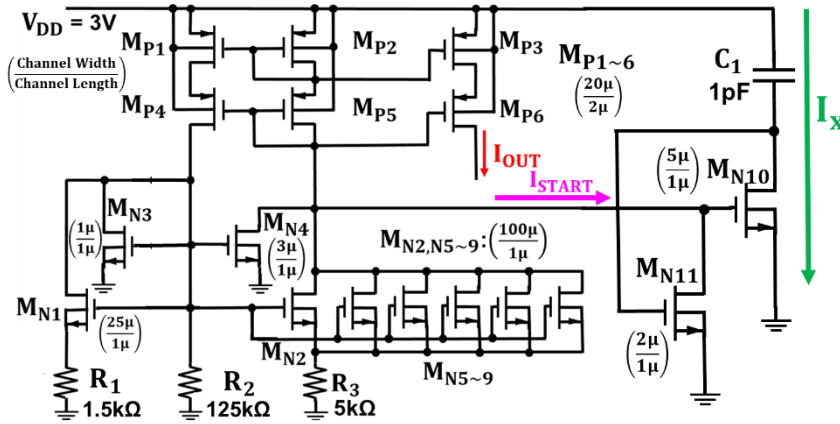 V_DD = 3V
(Channel Width/Channel Length)
M_P1
M_P2
M_P3
M_P4
M_P5
M_P6
M_P1~6
(20μ/2μ)
C_1
1pF
I_X
I_OUT
I_START
(5μ/1μ)
M_N10
M_N3
(1μ/1μ)
M_N4
(3μ/1μ)
M_N2,N5~9:(100μ/1μ)
M_N11
(2μ/1μ)
M_N1
(25μ/1μ)
M_N2
M_N5~9
R_1
1.5kΩ
R_2
125kΩ
R_3
5kΩ